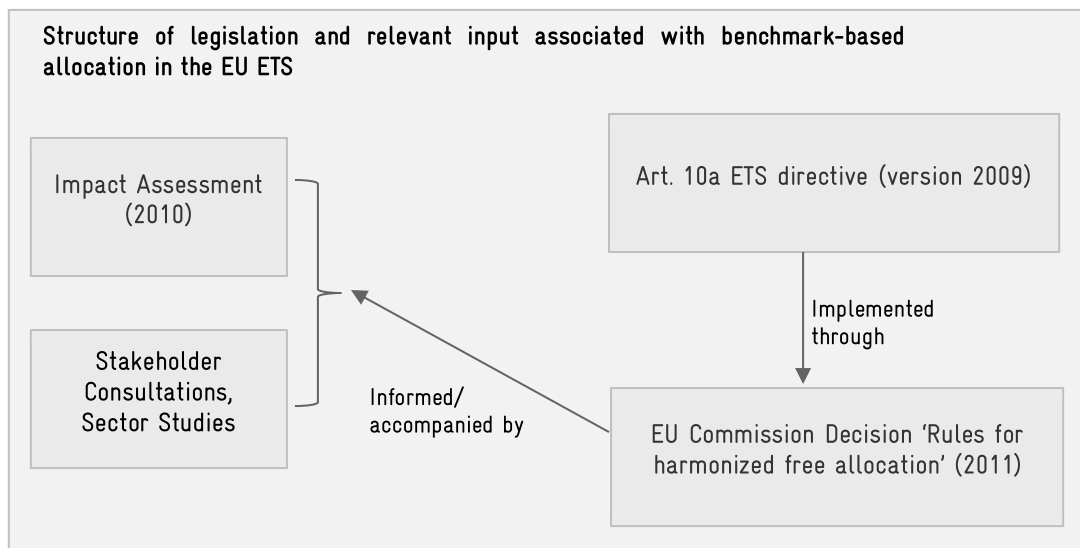 Structure of legislation and relevant input associated with benchmark-based
allocation in the EU ETS
Impact Assessment
(2010)
Stakeholder
Consultations,
Sector Studies
Informed/
accompanied by
Art. 10a ETS directive (version 2009)
Implemented
through
EU Commission Decision ‘Rules for
harmonized free allocation’ (2011)